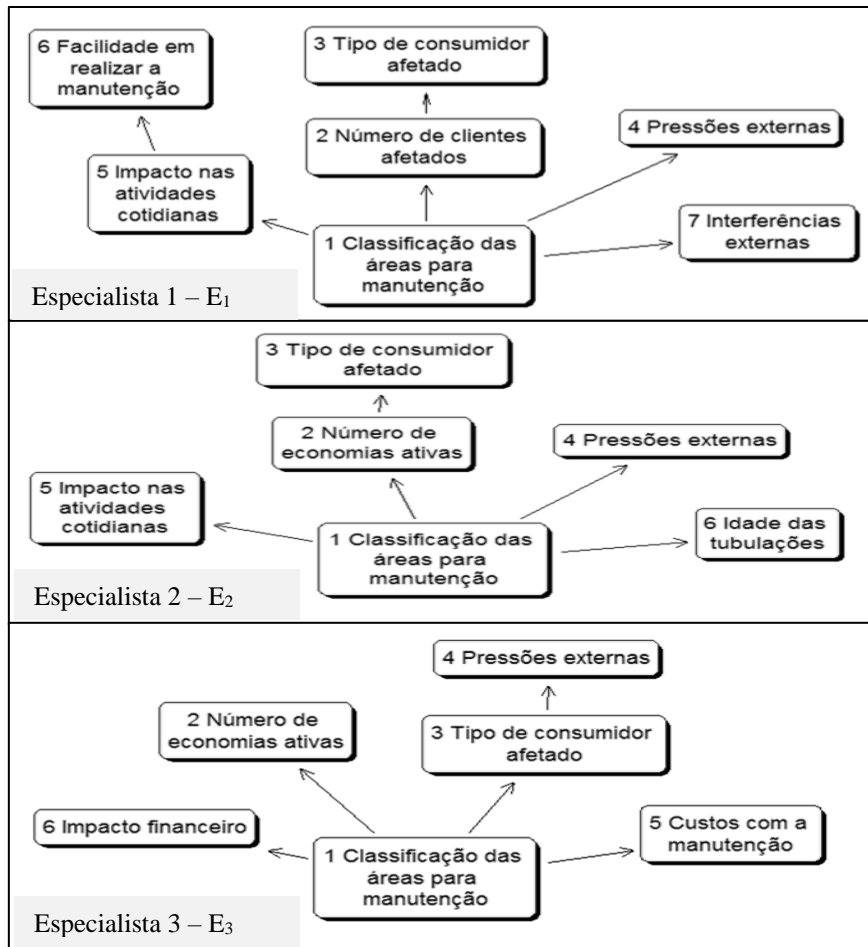 6 Facilidade em
realizar a
manutenção
3 Tipo de consumidor
afetado
2 Número de clientes
afetados
4 Pressões externas
5 Impacto nas
atividades
cotidianas
1 Classificação das
áreas para
manutenção
7 Interferências
externas
Especialista 1 – E₁
3 Tipo de consumidor
afetado
2 Número de
economias ativas
4 Pressões externas
5 Impacto nas
atividades
cotidianas
1 Classificação das
áreas para
manutenção
6 Idade das
tubulações
Especialista 2 – E₂
4 Pressões externas
2 Número de
economias ativas
3 Tipo de consumidor
afetado
6 Impacto financeiro
1 Classificação das
áreas para
manutenção
5 Custos com a
manutenção
Especialista 3 – E₃